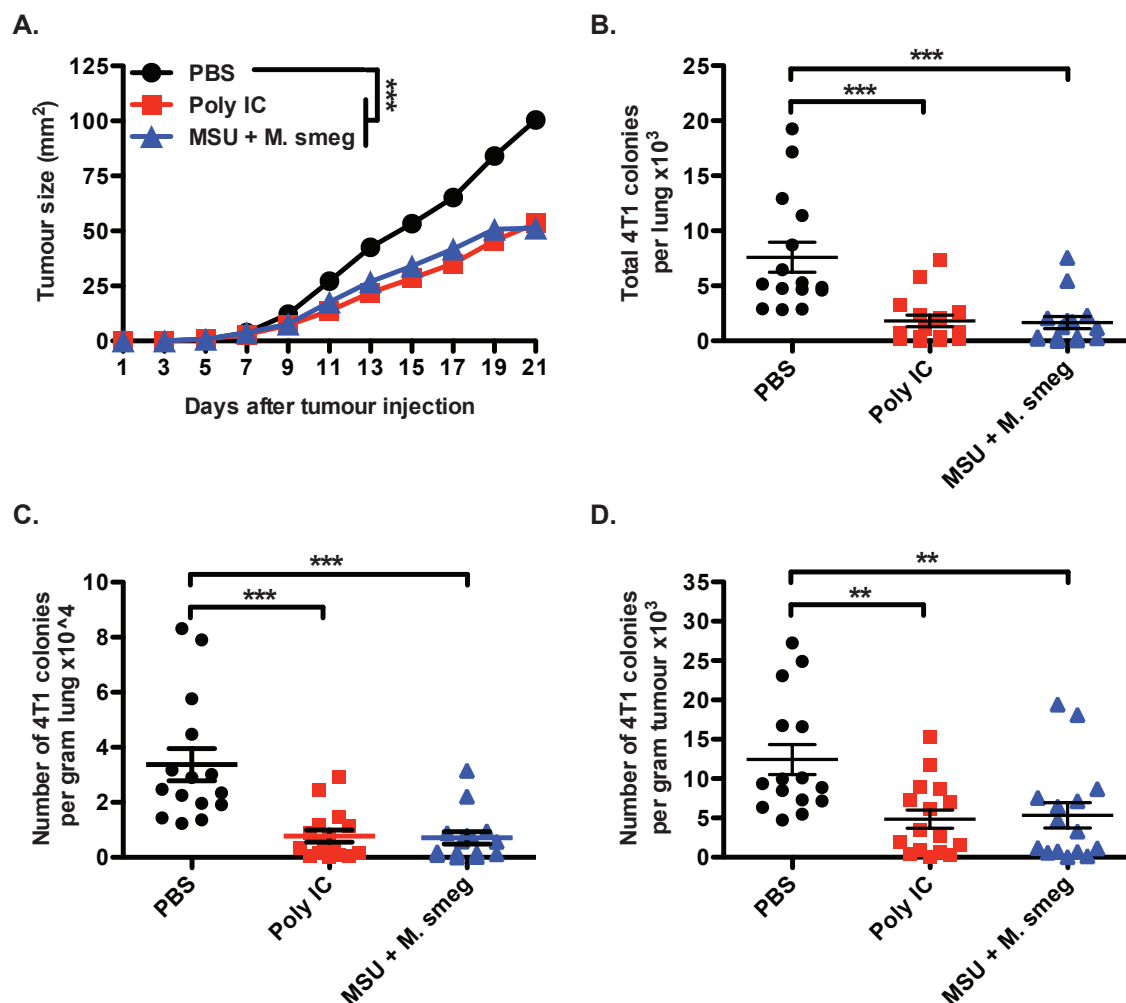 A.
125
100
75
50
25
0
Tumour size (mm²)
PBS
Poly IC
MSU + M. smeg
***
1 3 5 7 9 11 13 15 17 19 21
Days after tumour injection
B.
25
20
15
10
5
0
Total 4T1 colonies
per lung x10³
***
***
PBS
Poly IC
MSU + M. smeg
C.
10
8
6
4
2
0
Number of 4T1 colonies
per gram lung x10^4
***
***
PBS
Poly IC
MSU + M. smeg
D.
35
30
25
20
15
10
5
0
Number of 4T1 colonies
per gram tumour x10³
**
**
PBS
Poly IC
MSU + M. smeg